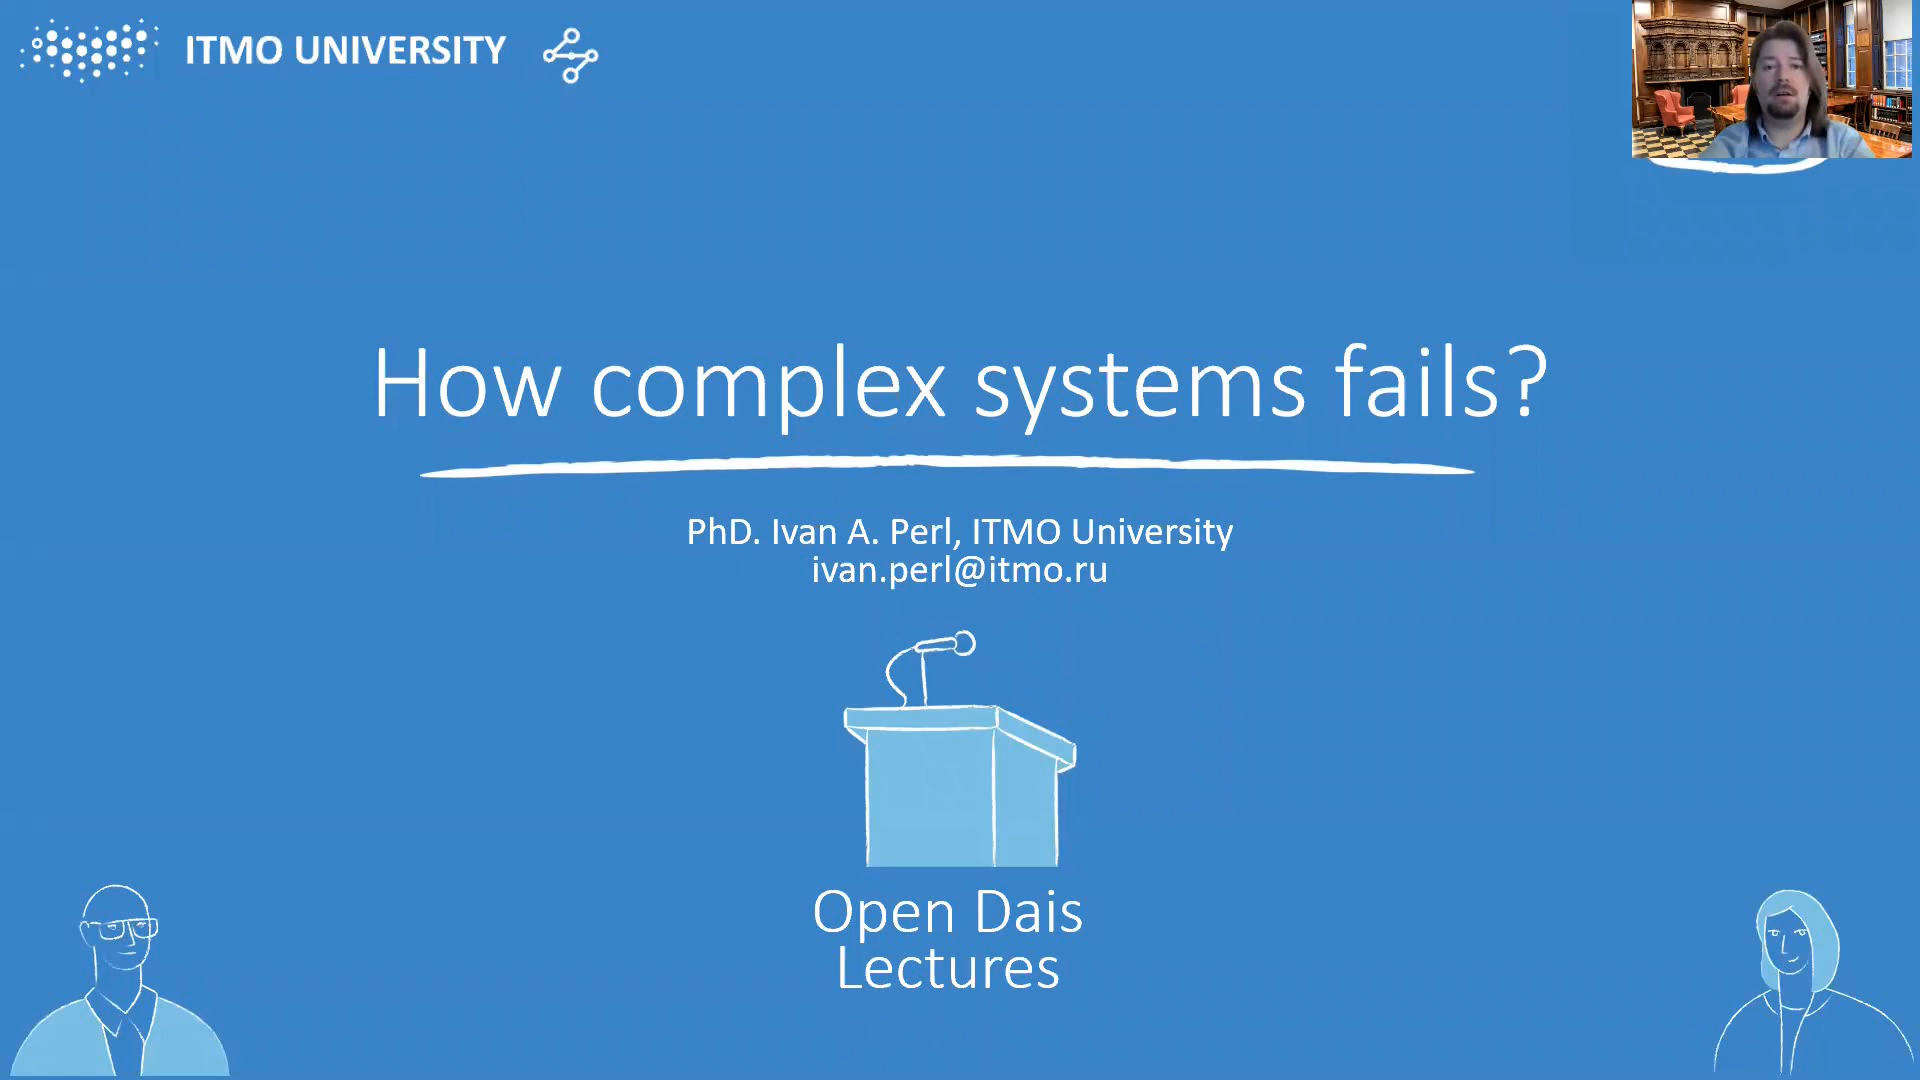 ITMO UNIVERSITY
How complex systems fails?
PhD. Ivan A. Perl, ITMO University
ivan.perl@itmo.ru
Open Dais
Lectures